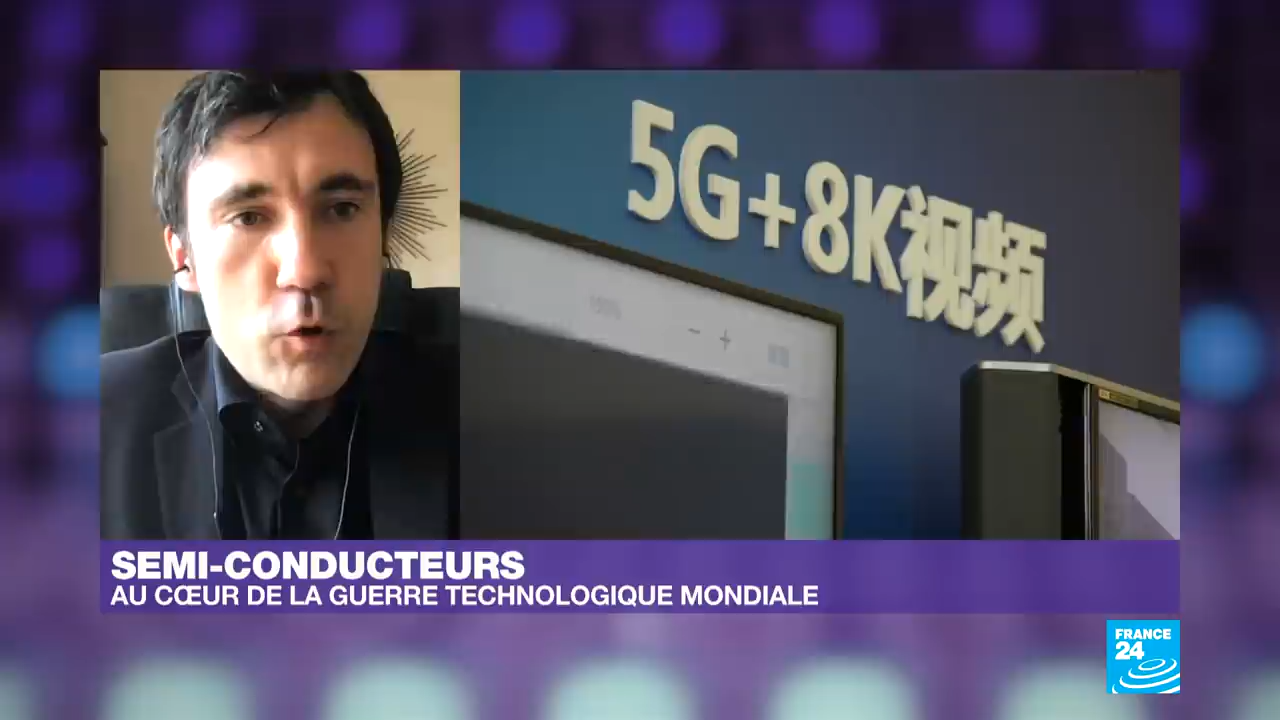 5G+8K视频
SEMI-CONDUCTEURS
AU CŒUR DE LA GUERRE TECHNOLOGIQUE MONDIALE
FRANCE
24